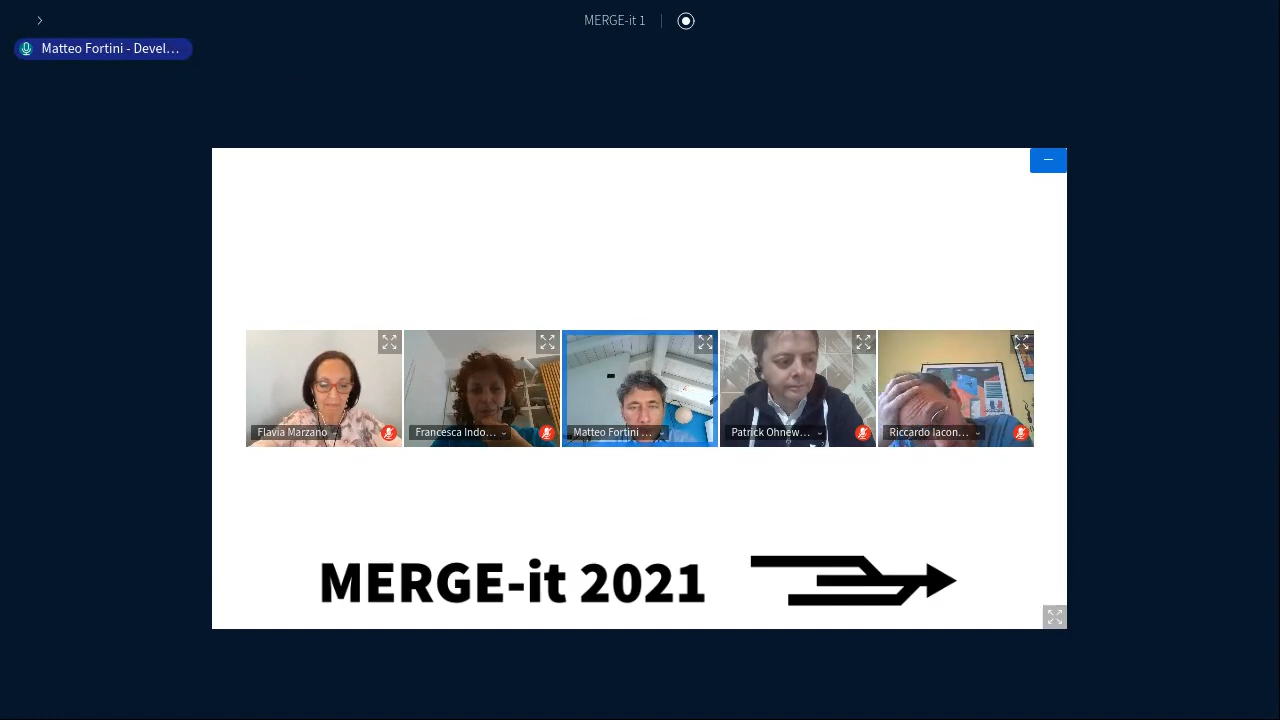 MERGE-it 1
Matteo Fortini - Devel...
Flavia Marzano
Francesca Indo...
Matteo Fortini ...
Patrick Ohnew...
Riccardo Iacon...
MERGE-it 2021